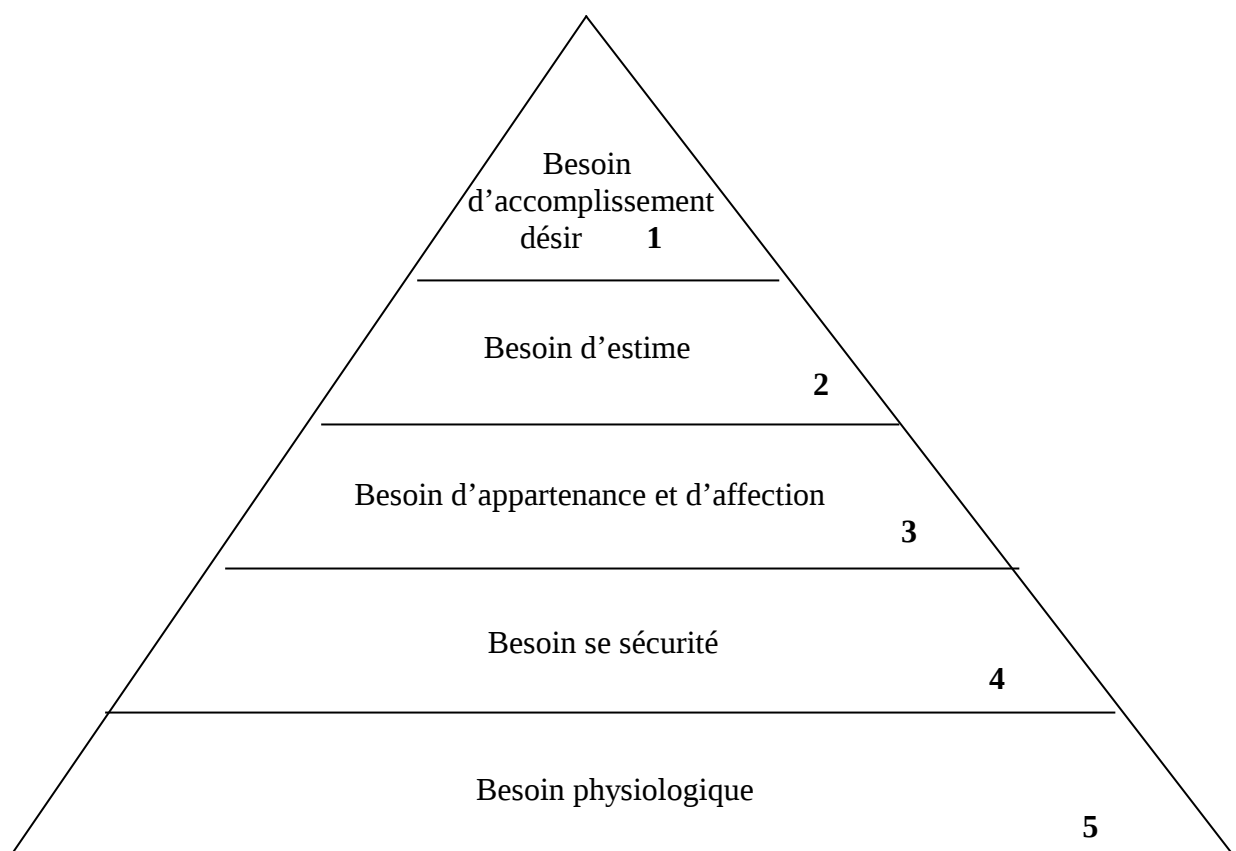 Besoin
d’accomplissement
désir 1
Besoin d’estime
2
Besoin d’appartenance et d’affection
3
Besoin se sécurité
4
Besoin physiologique
5